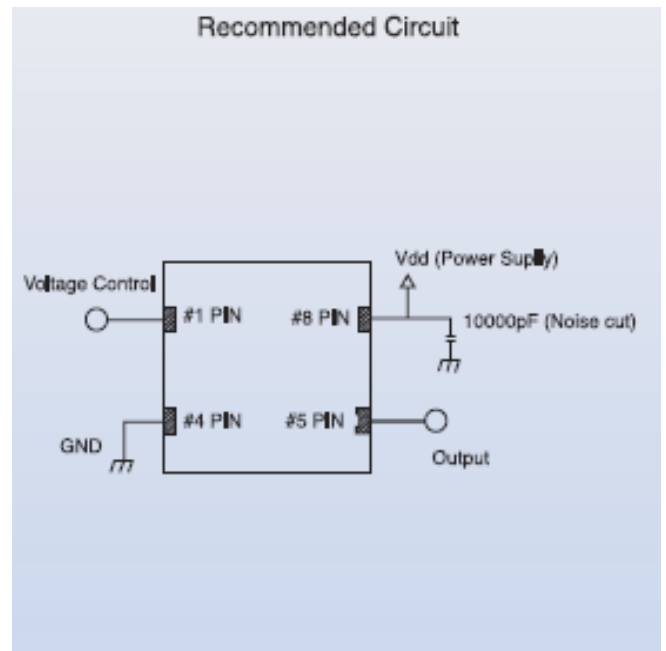 Recommended Circuit
Vdd (Power Supply)
Voltage Control
#1 PIN
#8 PIN
10000pF (Noise cut)
#4 PIN
#5 PIN
GND
Output